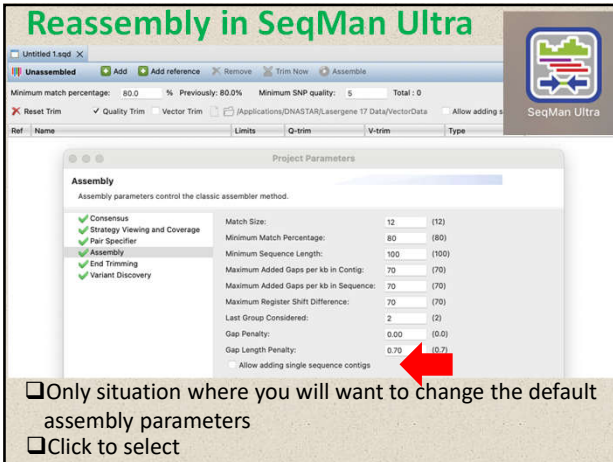 Reassembly in SeqMan Ultra
Untitled 1.sqd
Unassembled Add Add reference Remove Trim Now Assemble
Minimum match percentage: 80.0 % Previously: 80.0% Minimum SNP quality: 5 Total : 0
Reset Trim Quality Trim Vector Trim /Applications/DNASTAR/Lasergene 17 Data/VectorData Allow adding s
Ref Name Limits Q-trim V-trim Type
SeqMan Ultra
Project Parameters
Assembly
Assembly parameters control the classic assembler method.
Consensus
Strategy Viewing and Coverage
Pair Specifier
Assembly
End Trimming
Variant Discovery
Match Size: 12 (12)
Minimum Match Percentage: 80 (80)
Minimum Sequence Length: 100 (100)
Maximum Added Gaps per kb in Contig: 70 (70)
Maximum Added Gaps per kb in Sequence: 70 (70)
Maximum Register Shift Difference: 70 (70)
Last Group Considered: 2 (2)
Gap Penalty: 0.00 (0.0)
Gap Length Penalty: 0.70 (0.7)
Allow adding single sequence contigs
Only situation where you will want to change the default
assembly parameters
Click to select